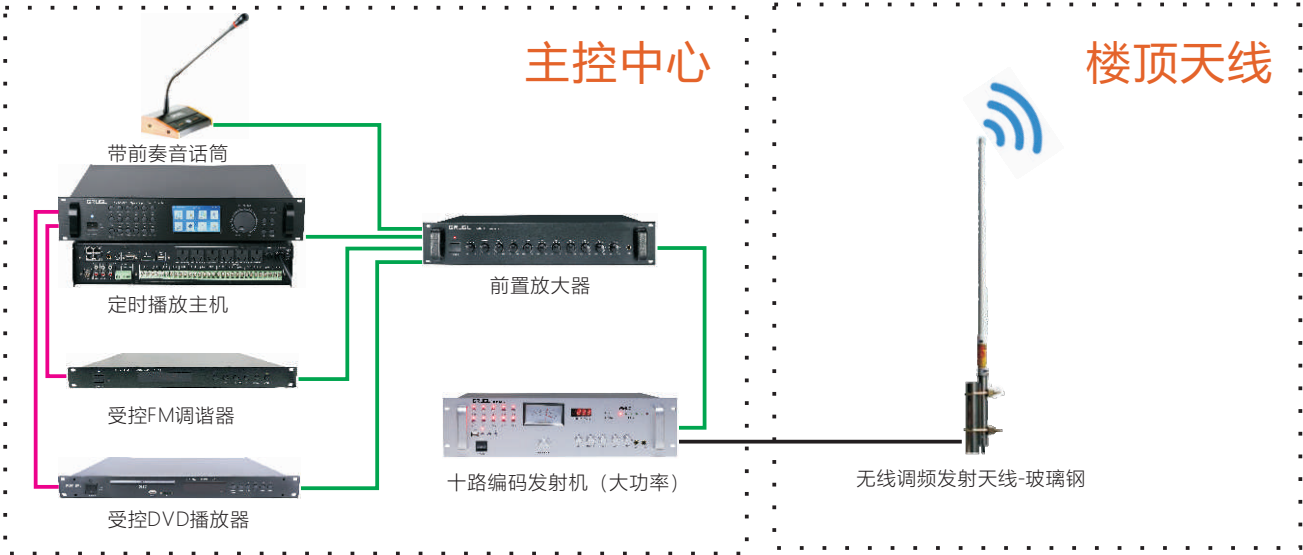 主控中心
楼顶天线
带前奏音话筒
定时播放主机
前置放大器
受控FM调谐器
十路编码发射机（大功率）
无线调频发射天线-玻璃钢
受控DVD播放器